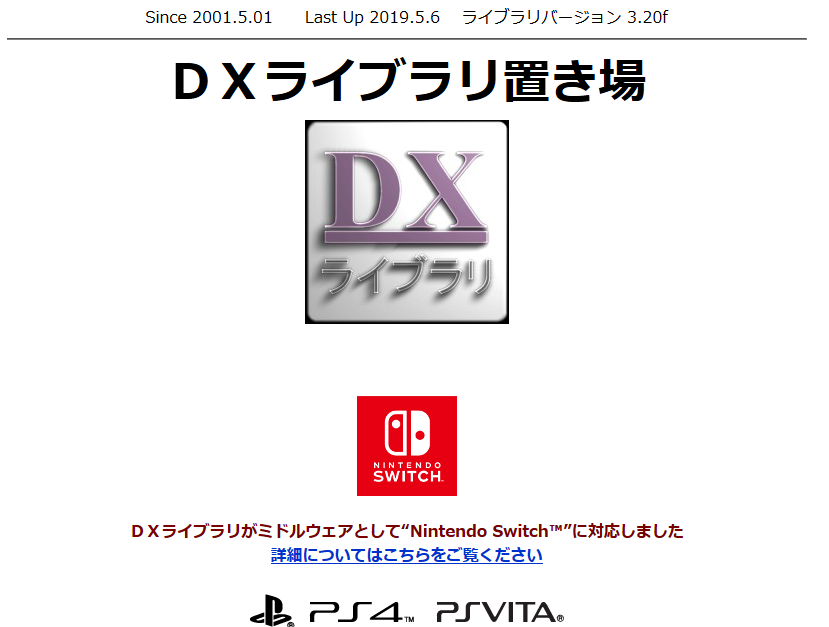 Since 2001.5.01 Last Up 2019.5.6 ライブラリバージョン 3.20f
ＤＸライブラリ置き場
DX
ライブラリ
NINTENDO
SWITCH™
ＤＸライブラリがミドルウェアとして“Nintendo Switch™”に対応しました
詳細についてはこちらをご覧ください
PS4™ PSVITA®